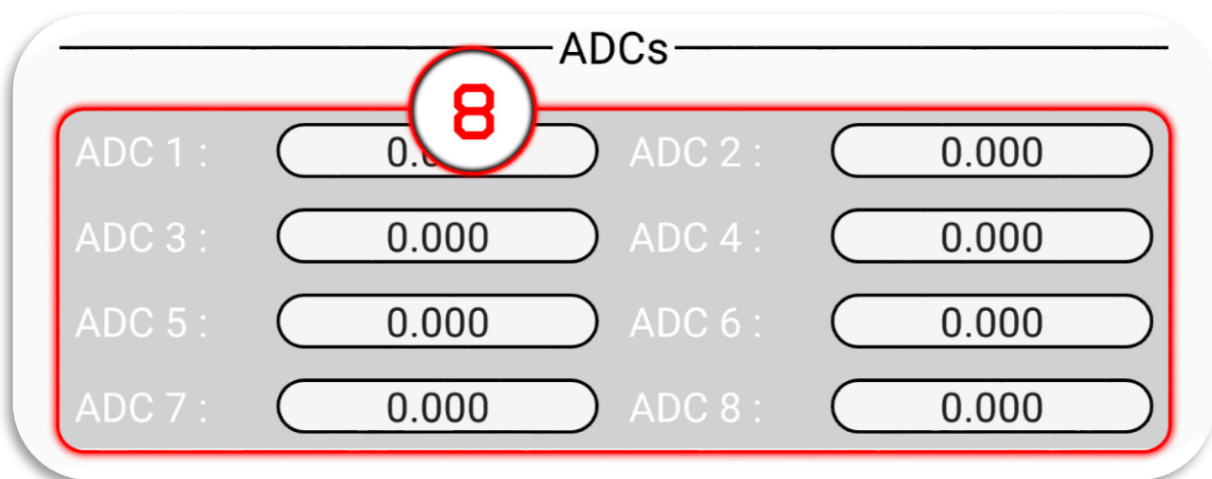 ADCs
8
ADC 1 : ADC 2 : 0.000
ADC 3 : 0.000 ADC 4 : 0.000
ADC 5 : 0.000 ADC 6 : 0.000
ADC 7 : 0.000 ADC 8 : 0.000